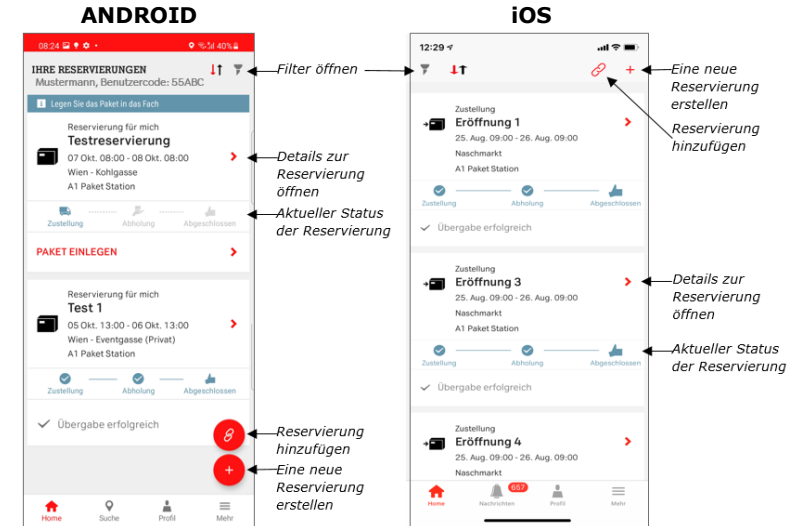 ANDROID
08:24
40%
IHRE RESERVIERUNGEN
Mustermann, Benutzercode: 55ABC
Legen Sie das Paket in das Fach
Reservierung für mich
Testreservierung
07 Okt. 08:00 - 08 Okt. 08:00
Wien - Kohlgasse
A1 Paket Station
Zustellung
Abholung
Abgeschlossen
PAKET EINLEGEN
Reservierung für mich
Test 1
05 Okt. 13:00 - 06 Okt. 13:00
Wien - Eventgasse (Privat)
A1 Paket Station
Zustellung
Abholung
Abgeschlossen
Übergabe erfolgreich
Home
Suche
Profil
Mehr
Filter öffnen
Details zur
Reservierung
öffnen
Aktueller Status
der Reservierung
Reservierung
hinzufügen
Eine neue
Reservierung
erstellen
iOS
12:29
Zustellung
Eröffnung 1
25. Aug. 09:00 - 26. Aug. 09:00
Naschmarkt
A1 Paket Station
Zustellung
Abholung
Abgeschlossen
Übergabe erfolgreich
Zustellung
Eröffnung 3
25. Aug. 09:00 - 26. Aug. 09:00
Naschmarkt
A1 Paket Station
Zustellung
Abholung
Abgeschlossen
Übergabe erfolgreich
Zustellung
Eröffnung 4
25. Aug. 09:00 - 26. Aug. 09:00
Naschmarkt
657
Home
Nachrichten
Profil
Mehr
Eine neue
Reservierung
erstellen
Reservierung
hinzufügen
Details zur
Reservierung
öffnen
Aktueller Status
der Reservierung